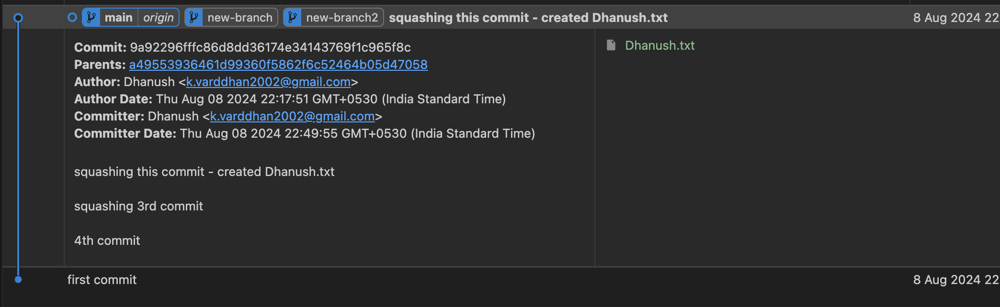 main origin new-branch new-branch2 squashing this commit - created Dhanush.txt 8 Aug 2024 22
Commit: 9a92296fffc86d8dd36174e34143769f1c965f8c
Parents: a49553936461d99360f5862f6c52464b05d47058
Author: Dhanush <k.varddhan2002@gmail.com>
Author Date: Thu Aug 08 2024 22:17:51 GMT+0530 (India Standard Time)
Committer: Dhanush <k.varddhan2002@gmail.com>
Committer Date: Thu Aug 08 2024 22:49:55 GMT+0530 (India Standard Time)
squashing this commit - created Dhanush.txt
squashing 3rd commit
4th commit
Dhanush.txt
first commit 8 Aug 2024 22